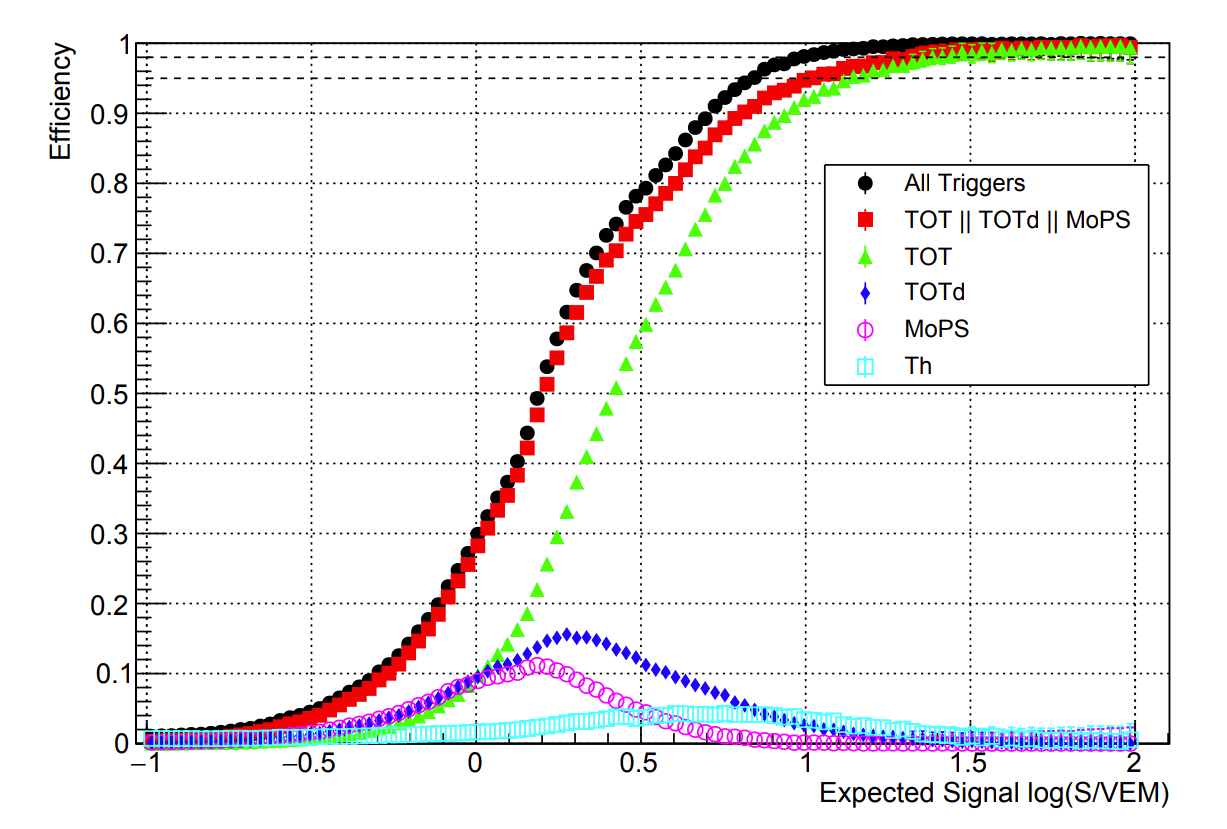 Efficiency
1
0.9
0.8
0.7
0.6
0.5
0.4
0.3
0.2
0.1
0
All Triggers
TOT || TOTd || MoPS
TOT
TOTd
MoPS
Th
−1 −0.5 0 0.5 1 1.5 2
Expected Signal log(S/VEM)